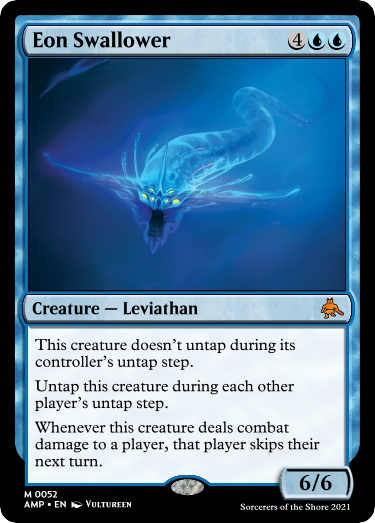 Eon Swallower 4
Creature — Leviathan
This creature doesn't untap during its
controller's untap step.
Untap this creature during each other
player's untap step.
Whenever this creature deals combat
damage to a player, that player skips their
next turn.
6/6
M 0052
AMP • EN Vultureen
Sorcerers of the Shore 2021